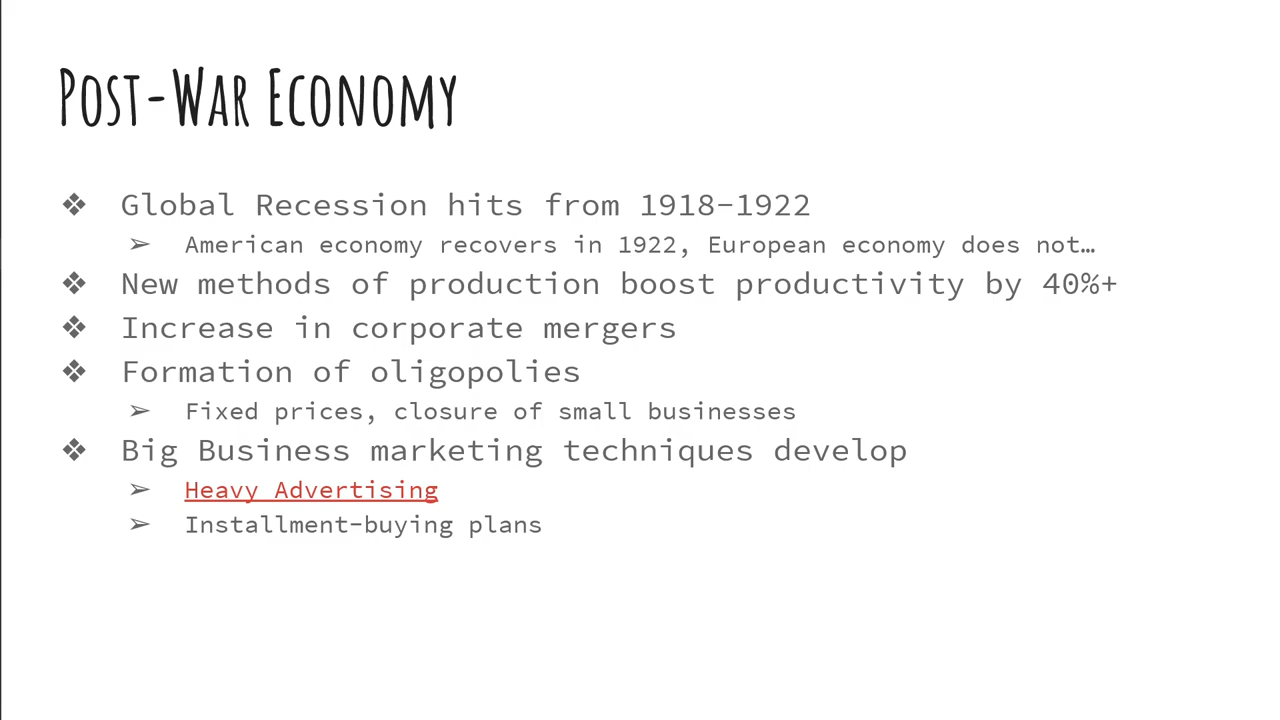 Post-War Economy
❖ Global Recession hits from 1918-1922
➢ American economy recovers in 1922, European economy does not…
❖ New methods of production boost productivity by 40%+
❖ Increase in corporate mergers
❖ Formation of oligopolies
➢ Fixed prices, closure of small businesses
❖ Big Business marketing techniques develop
➢ Heavy Advertising
➢ Installment-buying plans